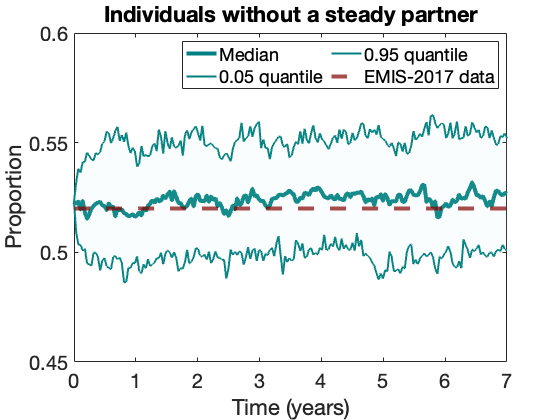 Individuals without a steady partner
Median
0.95 quantile
0.05 quantile
EMIS-2017 data
0.6
0.55
0.5
0.45
Proportion
0 1 2 3 4 5 6 7
Time (years)